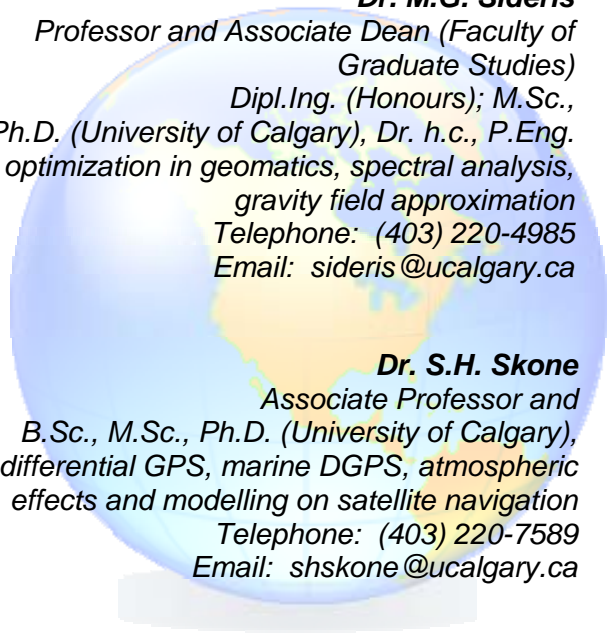 Dr. M.G. Sideris
Professor and Associate Dean (Faculty of
Graduate Studies)
Dipl.Ing. (Honours); M.Sc.,
Ph.D. (University of Calgary), Dr. h.c., P.Eng.
optimization in geomatics, spectral analysis,
gravity field approximation
Telephone: (403) 220-4985
Email: sideris@ucalgary.ca
Dr. S.H. Skone
Associate Professor and
B.Sc., M.Sc., Ph.D. (University of Calgary),
differential GPS, marine DGPS, atmospheric
effects and modelling on satellite navigation
Telephone: (403) 220-7589
Email: shskone@ucalgary.ca